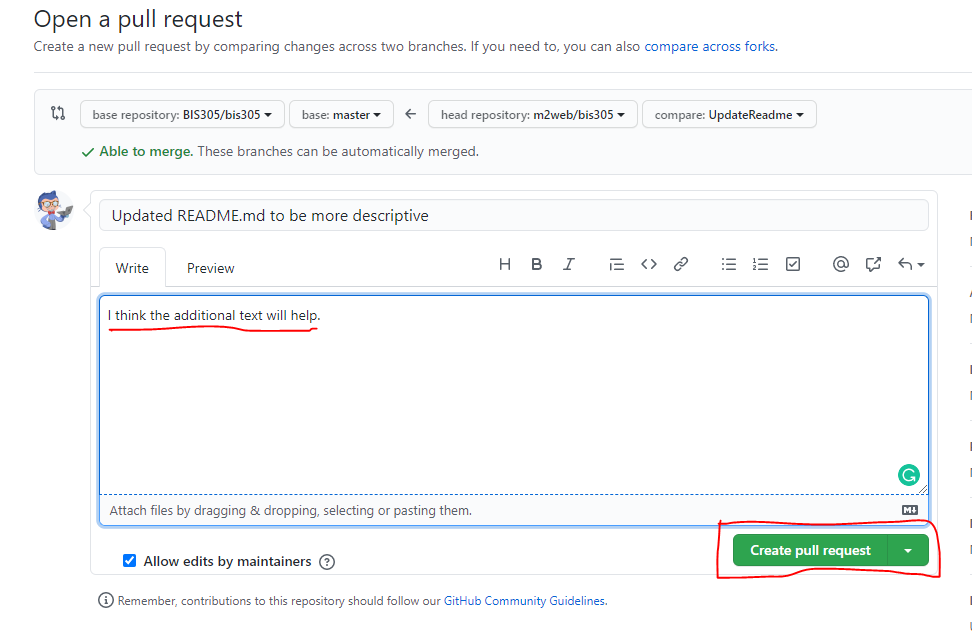 Open a pull request
Create a new pull request by comparing changes across two branches. If you need to, you can also compare across forks.
base repository: BIS305/bis305 base: master head repository: m2web/bis305 compare: UpdateReadme
Able to merge. These branches can be automatically merged.
Updated README.md to be more descriptive
Write Preview H B I
I think the additional text will help.
Attach files by dragging & dropping, selecting or pasting them.
Create pull request
Allow edits by maintainers
Remember, contributions to this repository should follow our GitHub Community Guidelines.